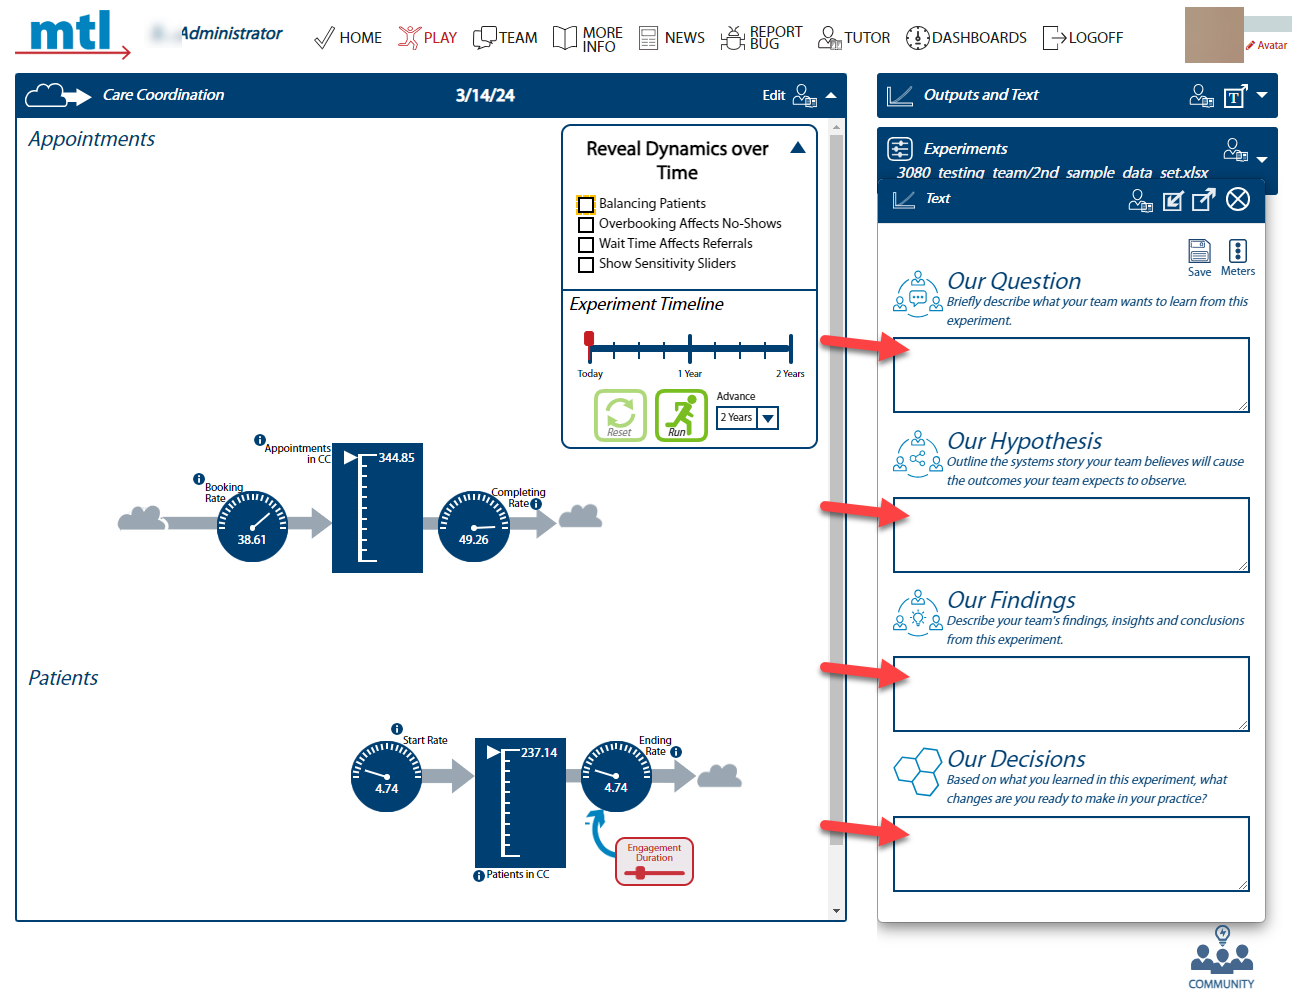 mtl
Administrator
HOME
PLAY
TEAM
MORE
INFO
NEWS
REPORT
BUG
TUTOR
DASHBOARDS
LOGOFF
Avatar
Care Coordination
3/14/24
Edit
Appointments
Reveal Dynamics over
Time
Balancing Patients
Overbooking Affects No-Shows
Wait Time Affects Referrals
Show Sensitivity Sliders
Experiment Timeline
Today
1 Year
2 Years
Reset
Run
Advance
2 Years
Appointments
in CC
344.85
Booking
Rate
38.61
Completing
Rate
49.26
Patients
Start Rate
4.74
237.14
Patients in CC
Ending
Rate
4.74
Engagement
Duration
Outputs and Text
T
Experiments
3080_testing_team/2nd_sample_data_set.xlsx
Text
Save
Meters
Our Question
Briefly describe what your team wants to learn from this
experiment.
Our Hypothesis
Outline the systems story your team believes will cause
the outcomes your team expects to observe.
Our Findings
Describe your team's findings, insights and conclusions
from this experiment.
Our Decisions
Based on what you learned in this experiment, what
changes are you ready to make in your practice?
COMMUNITY